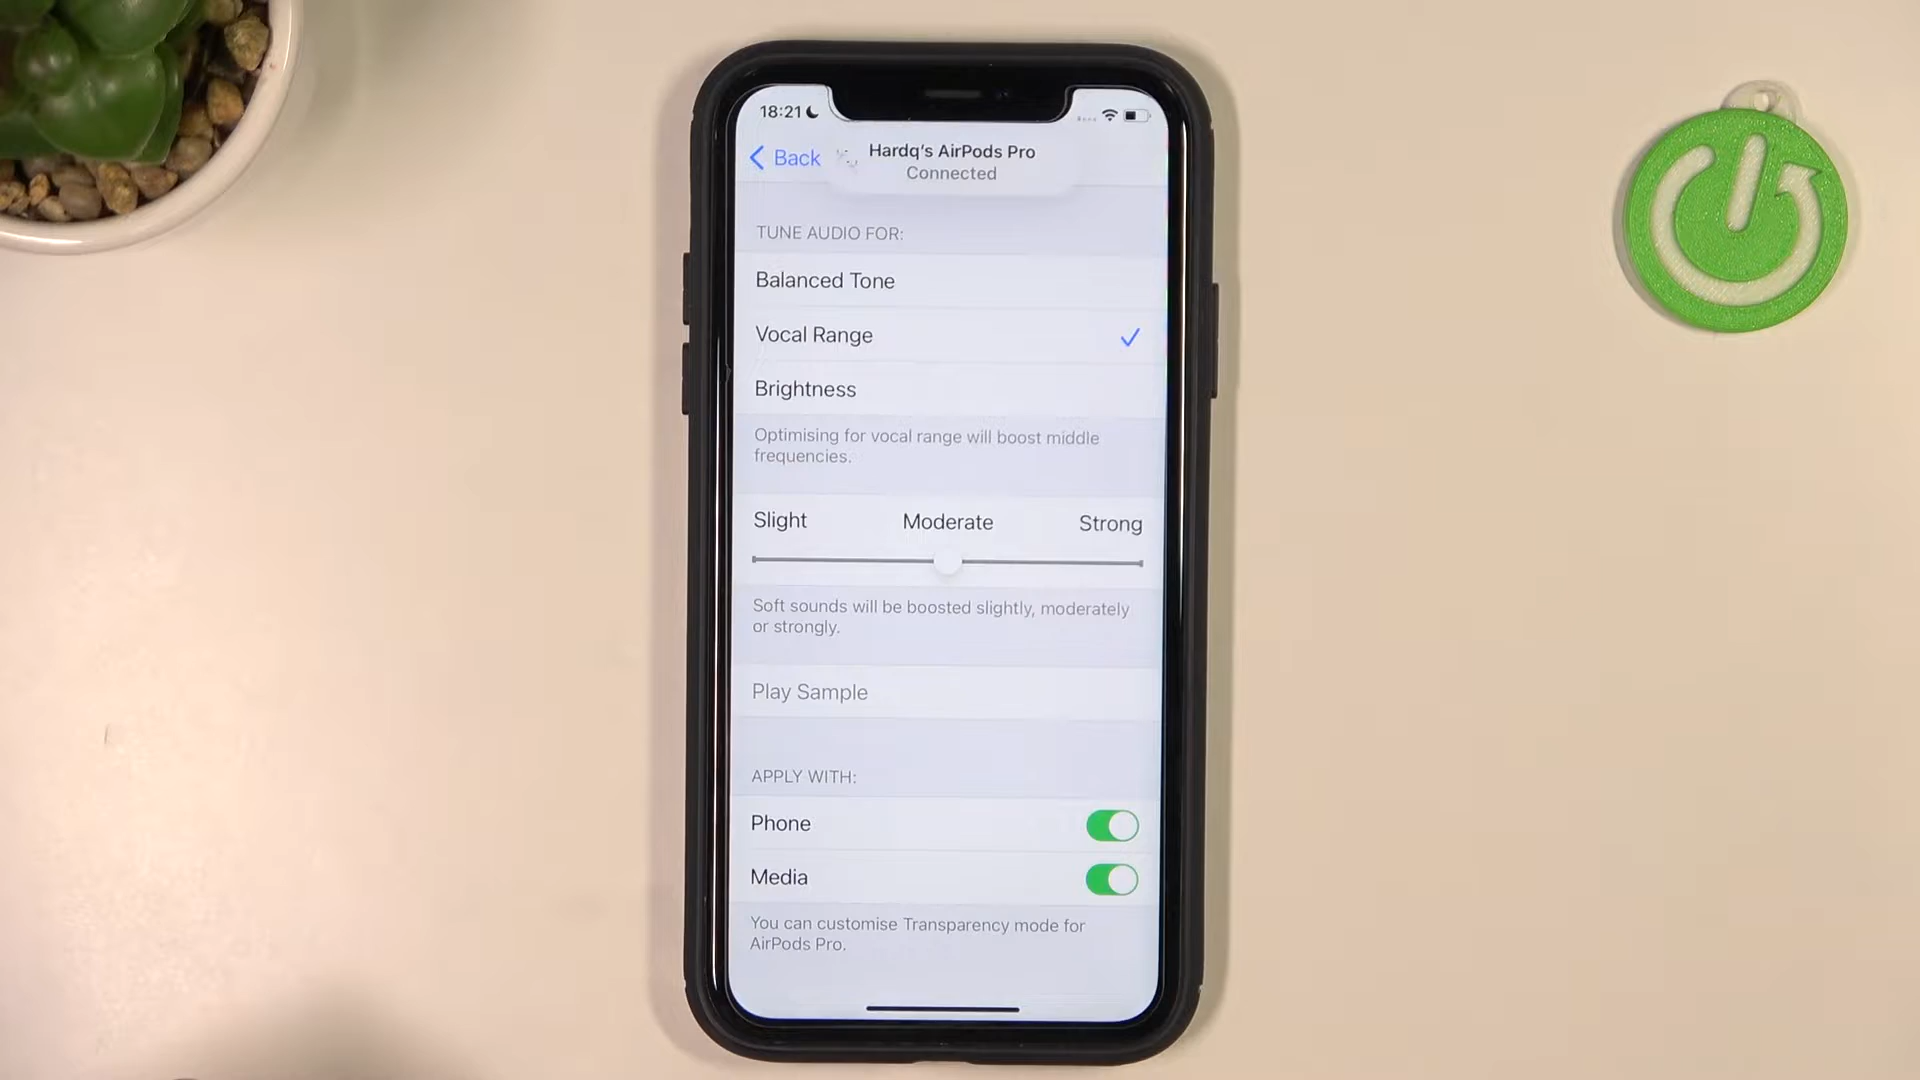 18:21
Back
Hardq's AirPods Pro
Connected
TUNE AUDIO FOR:
Balanced Tone
Vocal Range
Brightness
Optimising for vocal range will boost middle
frequencies.
Slight Moderate Strong
Soft sounds will be boosted slightly, moderately
or strongly.
Play Sample
APPLY WITH:
Phone
Media
You can customise Transparency mode for
AirPods Pro.